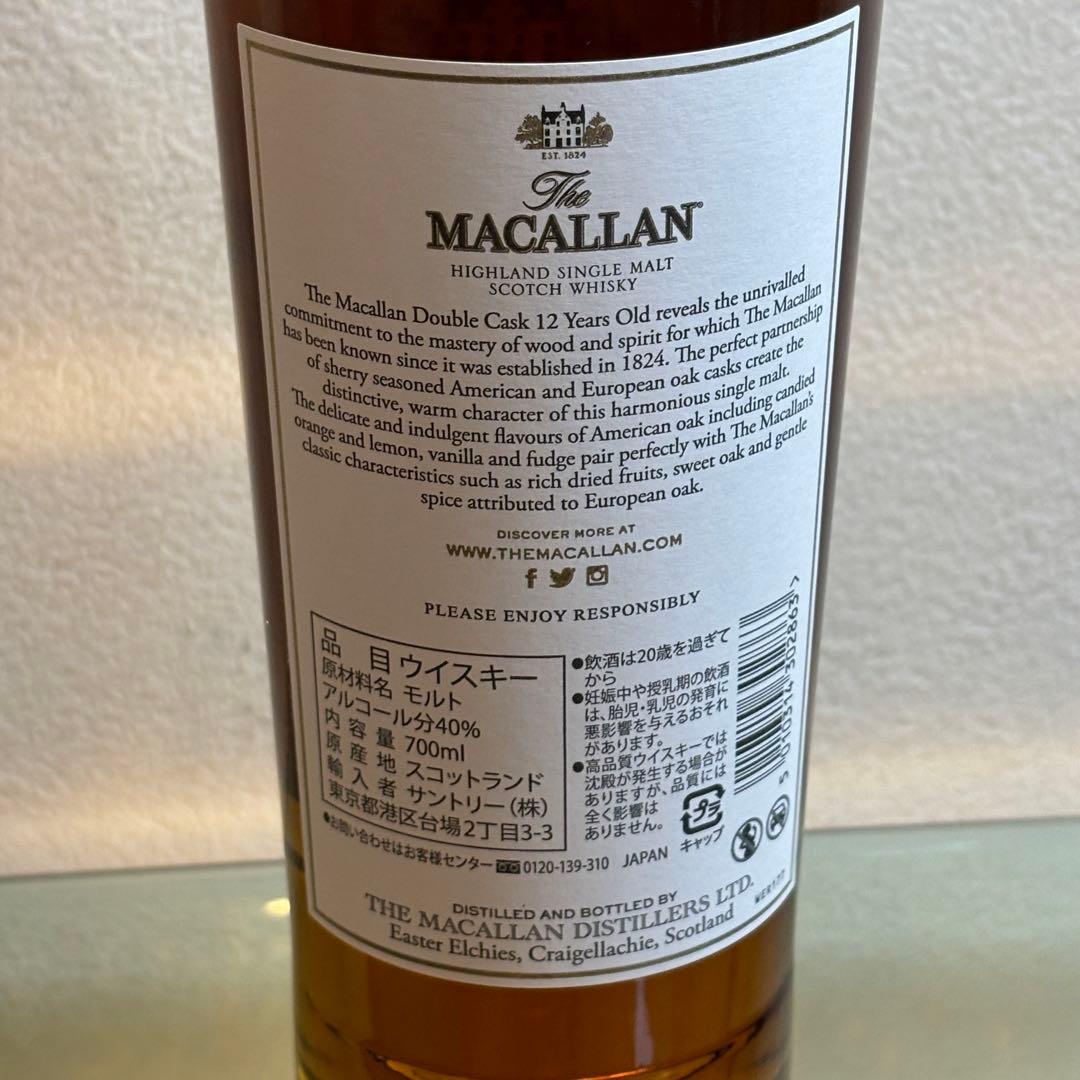 EST. 1824
The
MACALLAN
HIGHLAND SINGLE MALT
SCOTCH WHISKY
The Macallan Double Cask 12 Years Old reveals the unrivalled
commitment to the mastery of wood and spirit for which The Macallan
has been known since it was established in 1824. The perfect partnership
of sherry seasoned American and European oak casks create the
distinctive, warm character of this harmonious single malt.
The delicate and indulgent flavours of American oak including candied
orange and lemon, vanilla and fudge pair perfectly with The Macallan's
classic characteristics such as rich dried fruits, sweet oak and gentle
spice attributed to European oak.
DISCOVER MORE AT
WWW.THEMACALLAN.COM
PLEASE ENJOY RESPONSIBLY
品 目 ウイスキー
原材料名 モルト
アルコール分40%
内容量 700ml
原産地 スコットランド
輸入者 サントリー(株)
東京都港区台場2丁目3-3
●お問い合わせはお客様センター 0120-139-310 JAPAN
●飲酒は20歳を過ぎて
から
●妊娠中や授乳期の飲酒
は、胎児・乳児の発育に
悪影響を与えるおそれ
があります。
●高品質ウイスキーでは
沈殿が発生する場合が
ありますが、品質には
全く影響は
ありません。
プラ
キャップ
5 010314 302863 >
DISTILLED AND BOTTLED BY
THE MACALLAN DISTILLERS LTD.
Easter Elchies, Craigellachie, Scotland